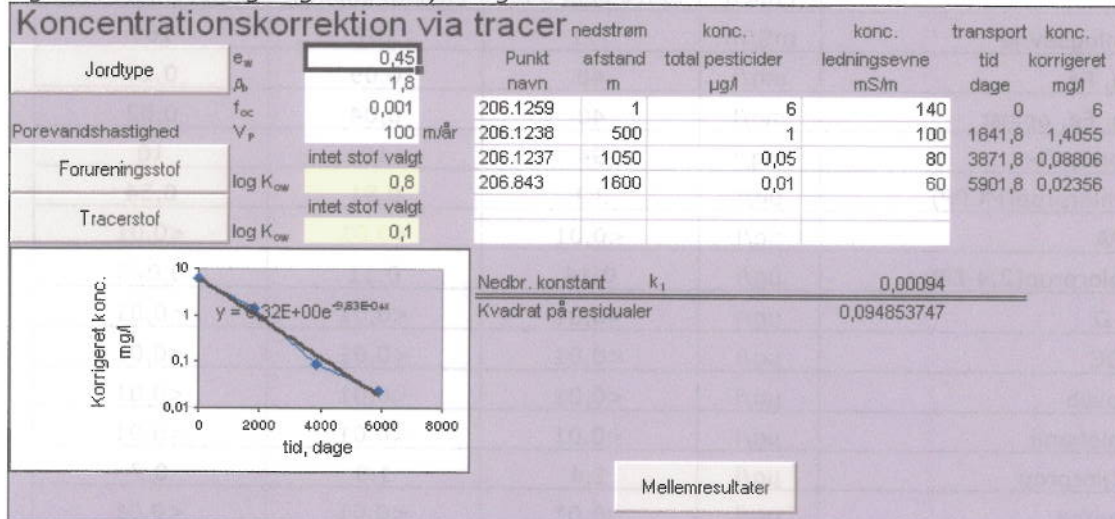 Koncentrationskorrektion via tracer
Jordtype
e_w 0,45
ρ_b 1,8
f_oc 0,001
Porevandshastighed V_P 100 m/år
Forureningsstof
intet stof valgt
log K_ow 0,8
Tracerstof
intet stof valgt
log K_ow 0,1
nedstrøm konc. konc. transport konc.
Punkt afstand total pesticider ledningsevne tid korrigeret
navn m µg/l mS/m dage mg/l
206.1259 1 6 140 0 6
206.1238 500 1 100 1841,8 1,4055
206.1237 1050 0,05 80 3871,8 0,08806
206.843 1600 0,01 60 5901,8 0,02356
Nedbr. konstant k₁ 0,00094
Kvadrat på residualer 0,094853747
Korrigeret konc.
mg/l
10
1
0,1
0,01
0 2000 4000 6000 8000
tid, dage
Mellemresultater